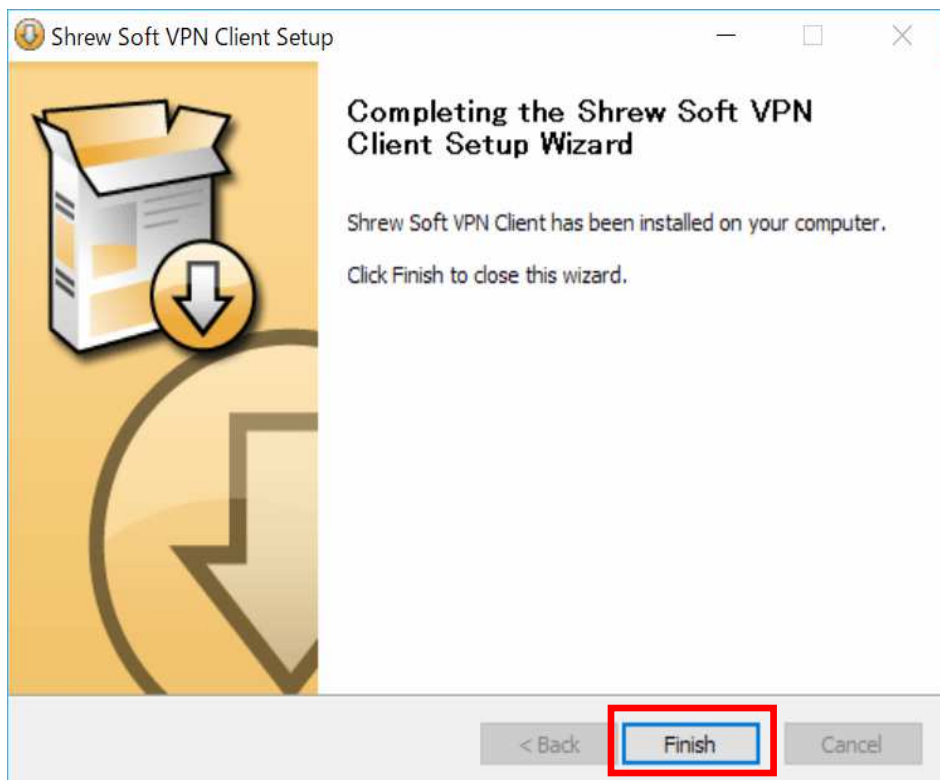 Shrew Soft VPN Client Setup
Completing the Shrew Soft VPN
Client Setup Wizard
Shrew Soft VPN Client has been installed on your computer.
Click Finish to close this wizard.
< Back
Finish
Cancel